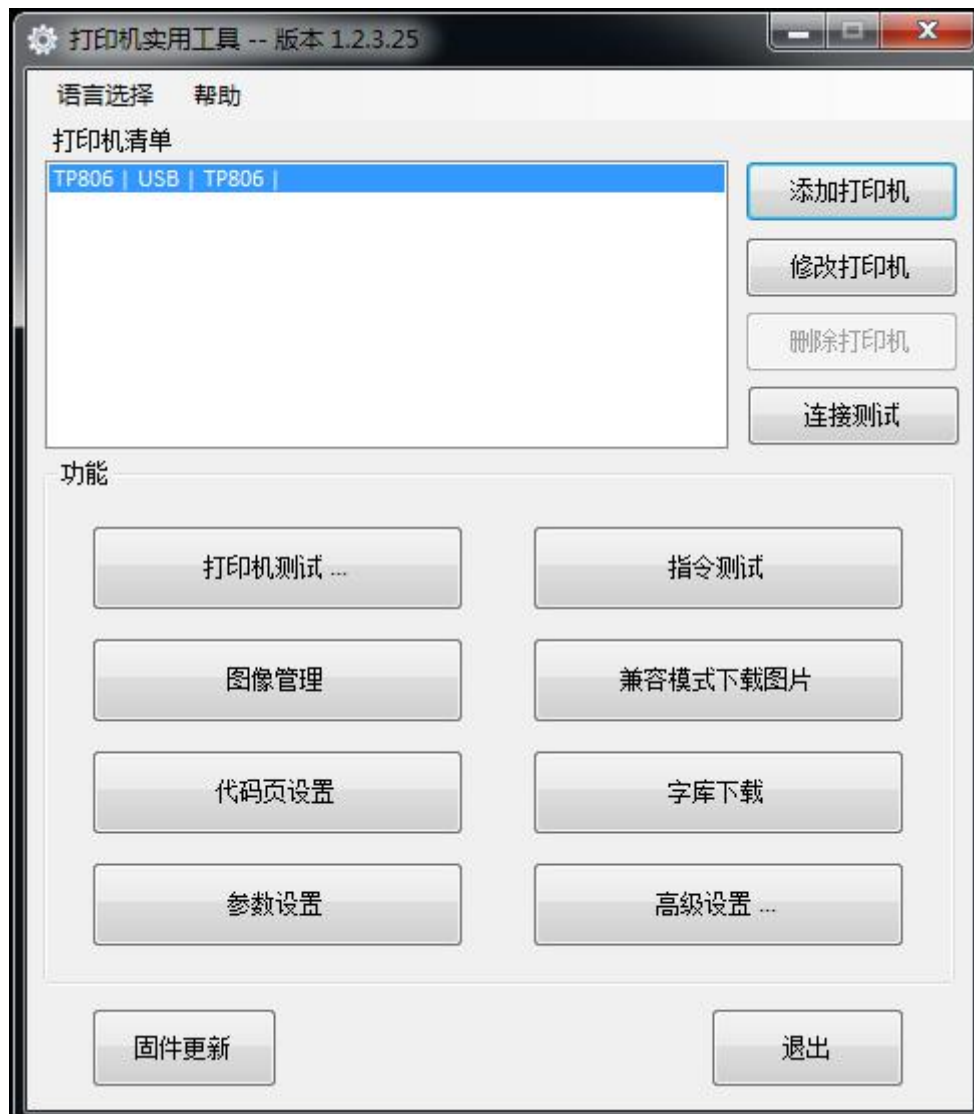 打印机实用工具 -- 版本 1.2.3.25
语言选择 帮助
打印机清单
TP806 | USB | TP806 |
添加打印机
修改打印机
删除打印机
连接测试
功能
打印机测试 ...
指令测试
图像管理
兼容模式下载图片
代码页设置
字库下载
参数设置
高级设置 ...
固件更新
退出